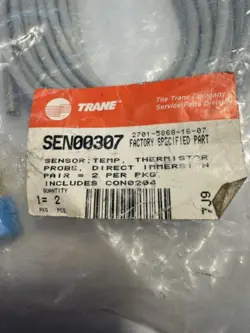 TRANE
The Trane Company
Service Parts Division
2701-5868-16-07
SEN00307 FACTORY SPECIFIED PART
SENSOR;TEMP, THERMISTOR
PROBE, DIRECT IMMERSION
PAIR = 2 PER PKG.
INCLUDES CON0204
QUANTITY
1= 2
PKG PCS
7J9